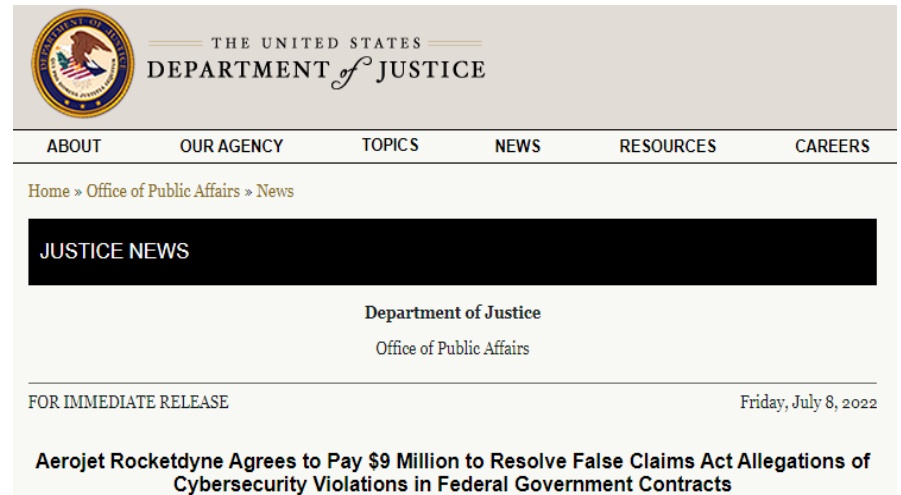 THE UNITED STATES
DEPARTMENT of JUSTICE
ABOUT OUR AGENCY TOPICS NEWS RESOURCES CAREERS
Home » Office of Public Affairs » News
JUSTICE NEWS
Department of Justice
Office of Public Affairs
FOR IMMEDIATE RELEASE Friday, July 8, 2022
Aerojet Rocketdyne Agrees to Pay $9 Million to Resolve False Claims Act Allegations of
Cybersecurity Violations in Federal Government Contracts